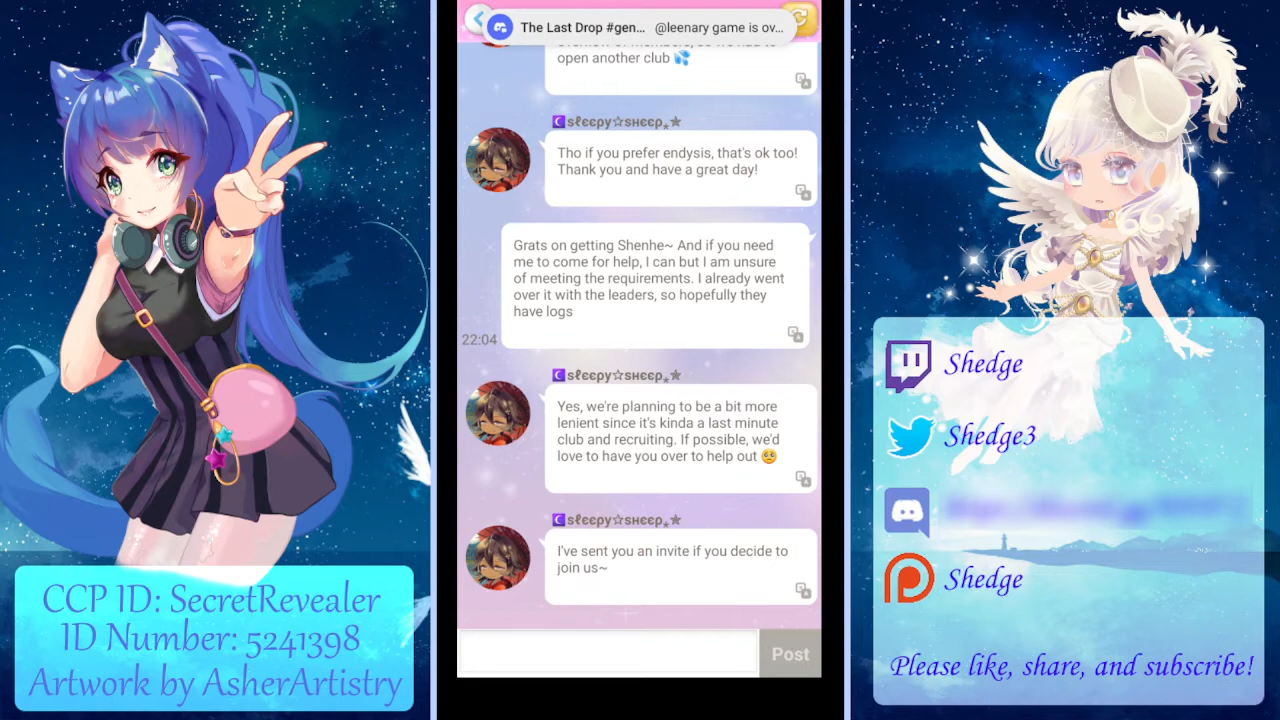 The Last Drop #gen... @leenary game is ov...
open another club 💦
☪sℓєєρу☆ѕнєєρ⁎✯
Tho if you prefer endysis, that's ok too!
Thank you and have a great day!
Grats on getting Shenhe~ And if you need
me to come for help, I can but I am unsure
of meeting the requirements. I already went
over it with the leaders, so hopefully they
have logs
22:04
☪sℓєєρу☆ѕнєєρ⁎✯
Yes, we're planning to be a bit more
lenient since it's kinda a last minute
club and recruiting. If possible, we'd
love to have you over to help out 🥺
☪sℓєєρу☆ѕнєєρ⁎✯
I've sent you an invite if you decide to
join us~
Post
CCP ID: SecretRevealer
ID Number: 5241398
Artwork by AsherArtistry
Shedge
Shedge3
Shedge
Please like, share, and subscribe!